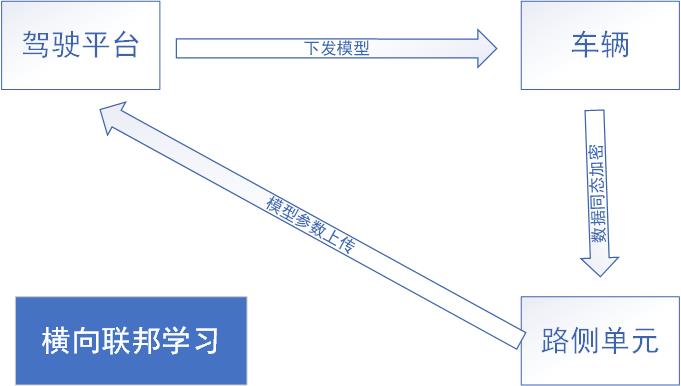 驾驶平台
下发模型
车辆
数据同态加密
模型参数上传
横向联邦学习
路侧单元